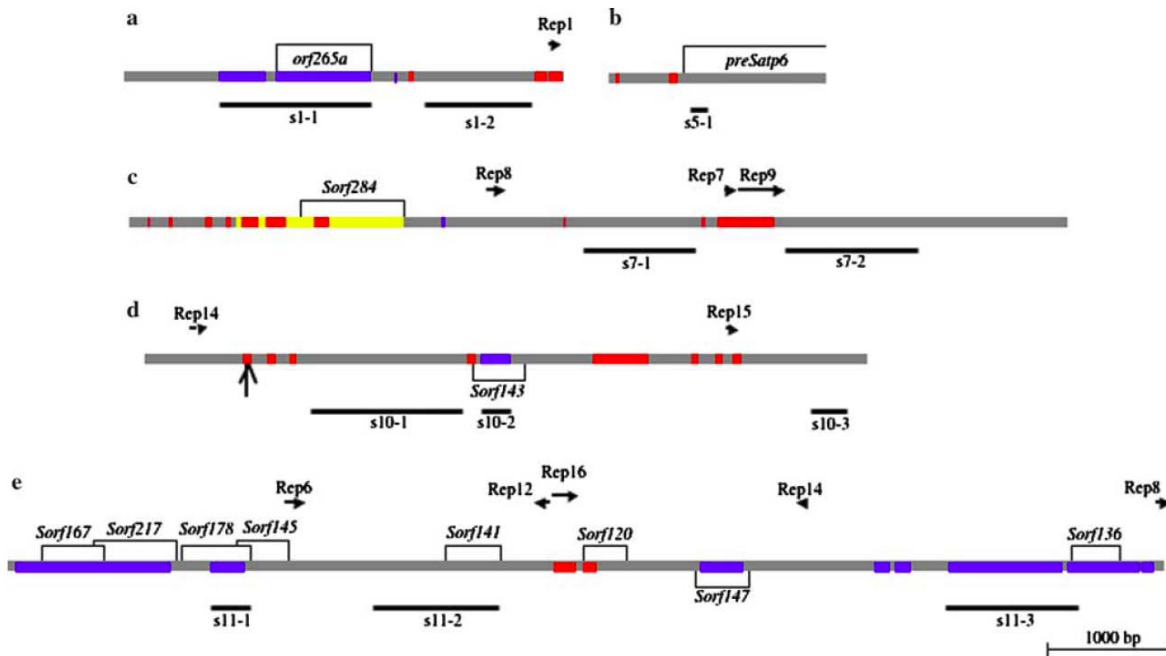 a
Rep1
b
orf265a
preSatp6
s1-1
s1-2
s5-1
c
Rep8
Rep7
Rep9
Sorf284
s7-1
s7-2
d
Rep14
Rep15
Sorf143
s10-1
s10-2
s10-3
e
Rep6
Rep12
Rep16
Rep14
Rep8
Sorf167
Sorf217
Sorf178
Sorf145
Sorf141
Sorf120
Sorf136
Sorf147
s11-1
s11-2
s11-3
1000 bp